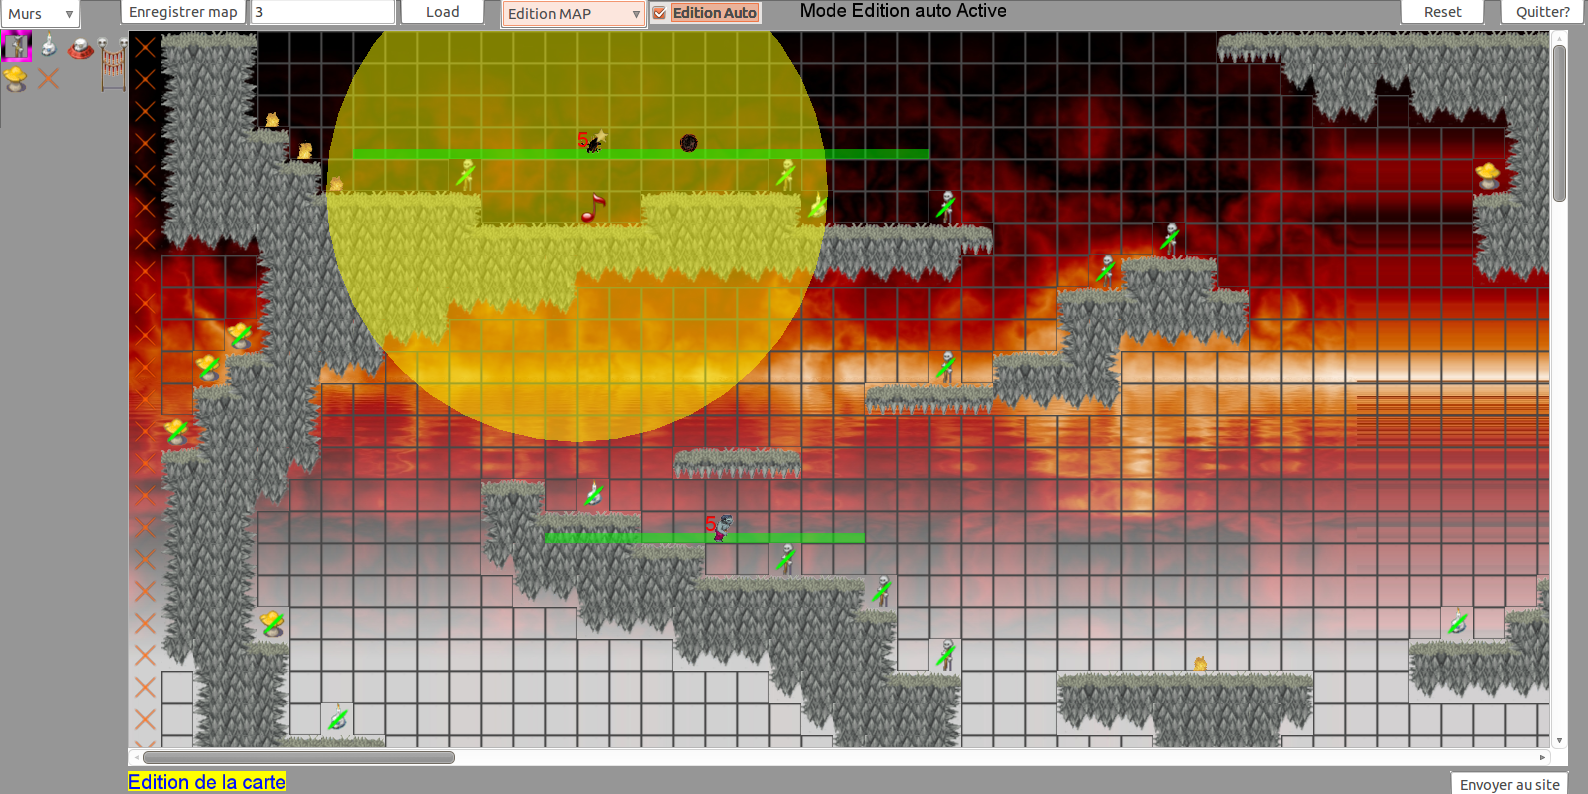 Murs
Enregistrer map
3
Load
Edition MAP
Edition Auto
Mode Edition auto Active
Reset
Quitter?
5
5
Edition de la carte
Envoyer au site